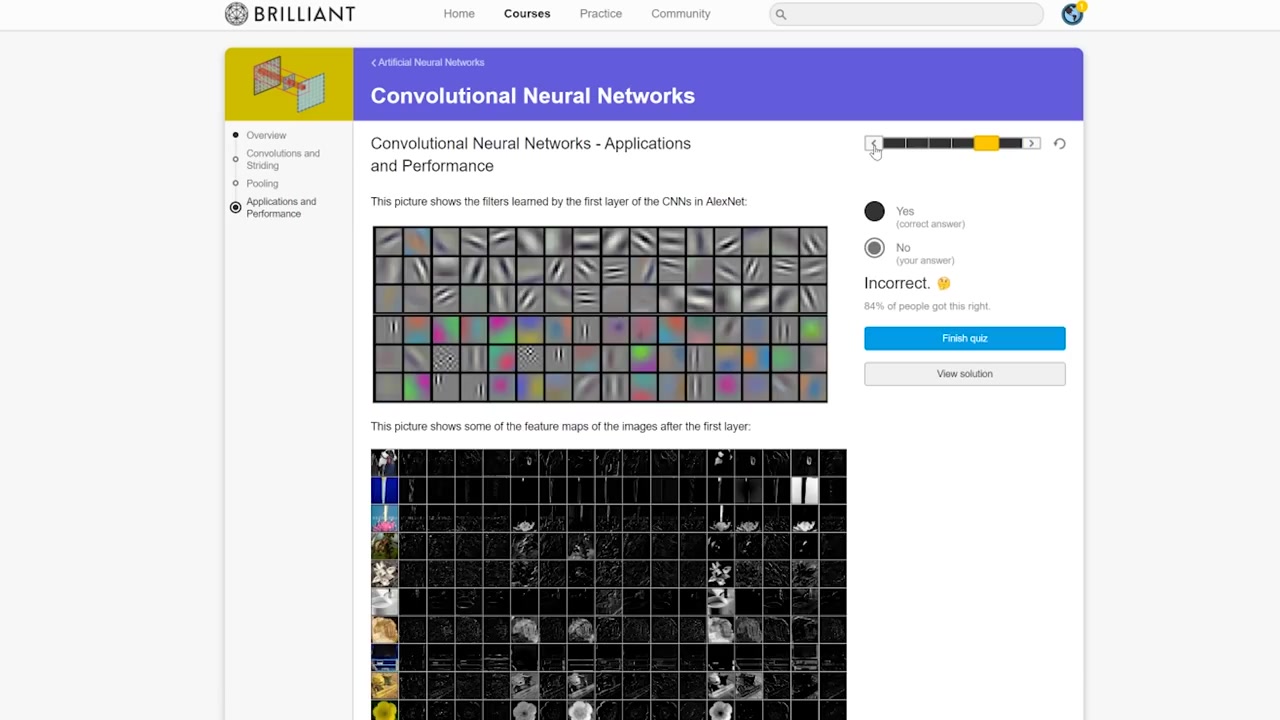 BRILLIANT
Home Courses Practice Community
1
Artificial Neural Networks
Convolutional Neural Networks
Overview
Convolutions and
Striding
Pooling
Applications and
Performance
Convolutional Neural Networks - Applications
and Performance
This picture shows the filters learned by the first layer of the CNNs in AlexNet:
This picture shows some of the feature maps of the images after the first layer:
Yes
(correct answer)
No
(your answer)
Incorrect. 🤔
84% of people got this right.
Finish quiz
View solution